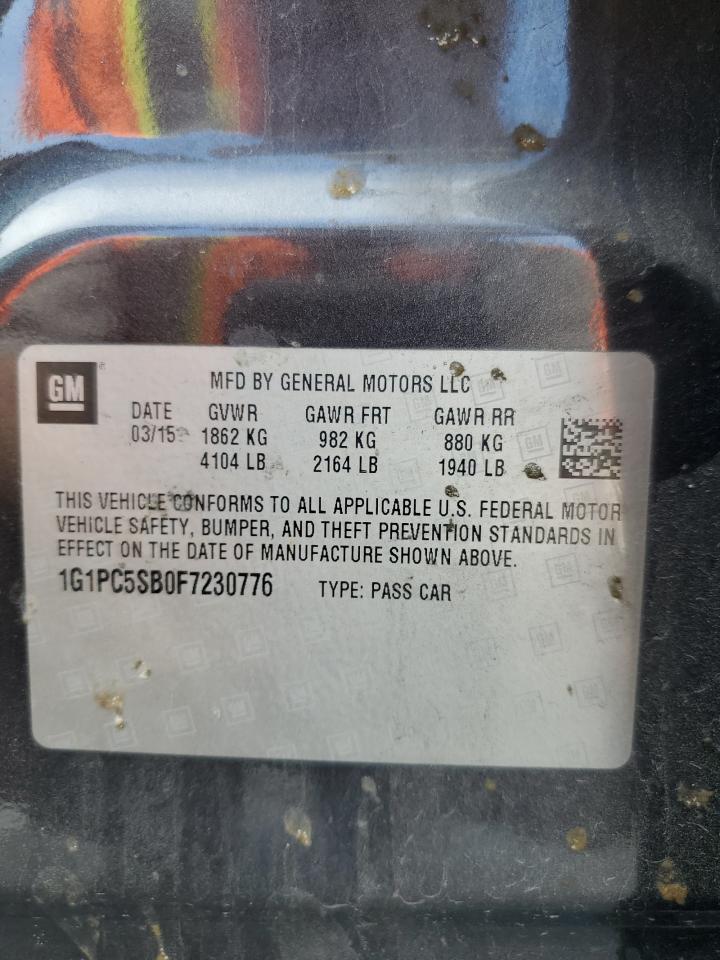 GM
MFD BY GENERAL MOTORS LLC
DATE GVWR GAWR FRT GAWR RR
03/15 1862 KG 982 KG 880 KG
4104 LB 2164 LB 1940 LB
THIS VEHICLE CONFORMS TO ALL APPLICABLE U.S. FEDERAL MOTOR
VEHICLE SAFETY, BUMPER, AND THEFT PREVENTION STANDARDS IN
EFFECT ON THE DATE OF MANUFACTURE SHOWN ABOVE.
1G1PC5SB0F7230776 TYPE: PASS CAR